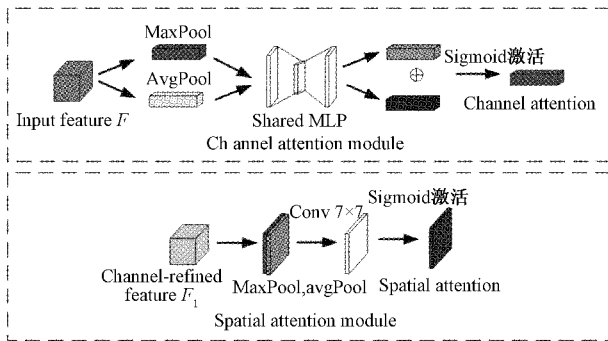 MaxPool
AvgPool
Sigmoid激活
Input feature F
Shared MLP
Channel attention
Ch annel attention module
Sigmoid激活
Conv 7×7
Channel-refined
feature F₁
MaxPool,avgPool
Spatial attention
Spatial attention module